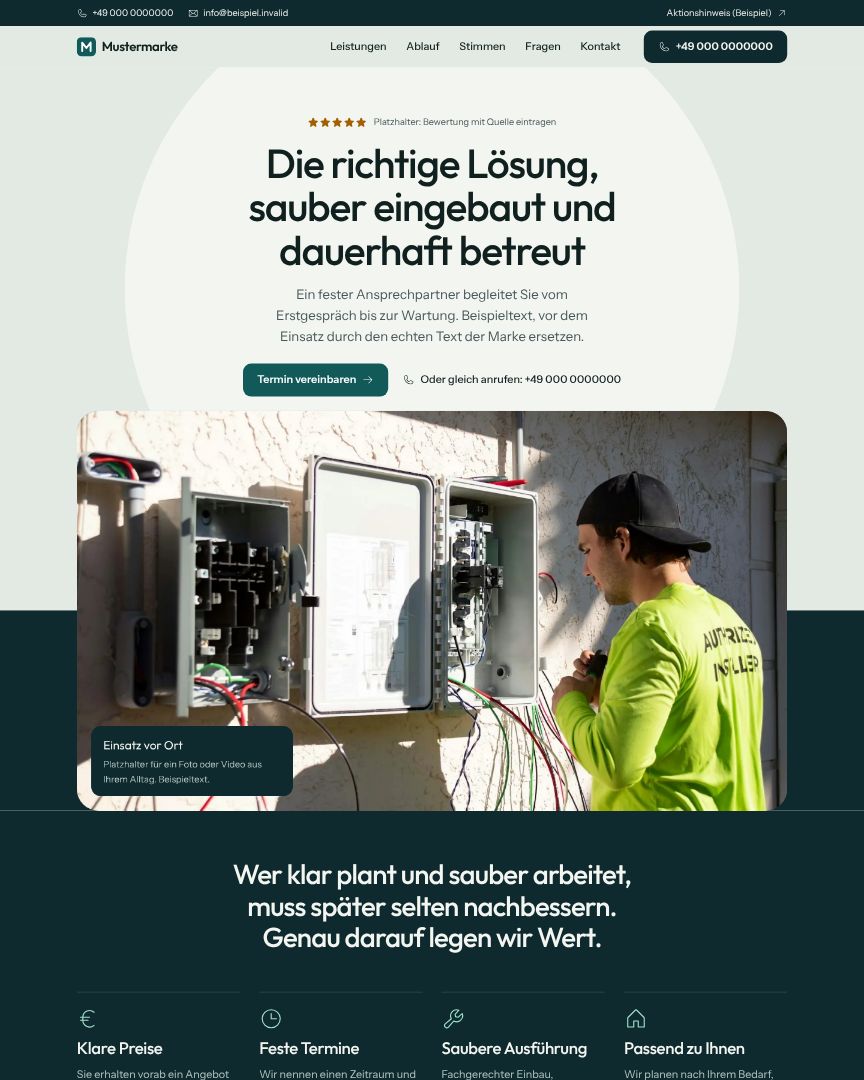 +49 000 0000000
info@beispiel.invalid
Aktionshinweis (Beispiel)
M Mustermarke
Leistungen
Ablauf
Stimmen
Fragen
Kontakt
+49 000 0000000
Platzhalter: Bewertung mit Quelle eintragen
Die richtige Lösung,
sauber eingebaut und
dauerhaft betreut
Ein fester Ansprechpartner begleitet Sie vom
Erstgespräch bis zur Wartung. Beispieltext, vor dem
Einsatz durch den echten Text der Marke ersetzen.
Termin vereinbaren
Oder gleich anrufen: +49 000 0000000
Einsatz vor Ort
Platzhalter für ein Foto oder Video aus
Ihrem Alltag. Beispieltext.
Wer klar plant und sauber arbeitet,
muss später selten nachbessern.
Genau darauf legen wir Wert.
€
Klare Preise
Feste Termine
Saubere Ausführung
Passend zu Ihnen
Sie erhalten vorab ein Angebot
Wir nennen einen Zeitraum und
Fachgerechter Einbau,
Wir planen nach Ihrem Bedarf,